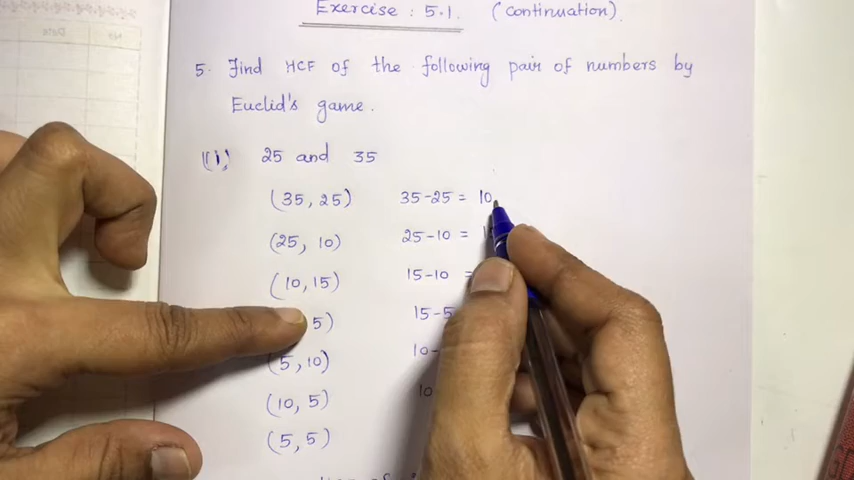 Exercise : 5.1. (Continuation).
5. Find HCF of the following pair of numbers by
Euclid's game.
(i) 25 and 35
(35, 25) 35-25 = 10
(25, 10) 25-10 =
(10, 15) 15-10 =
5) 15-5
(5, 10) 10-
(10, 5) 10
(5, 5)
Date
No